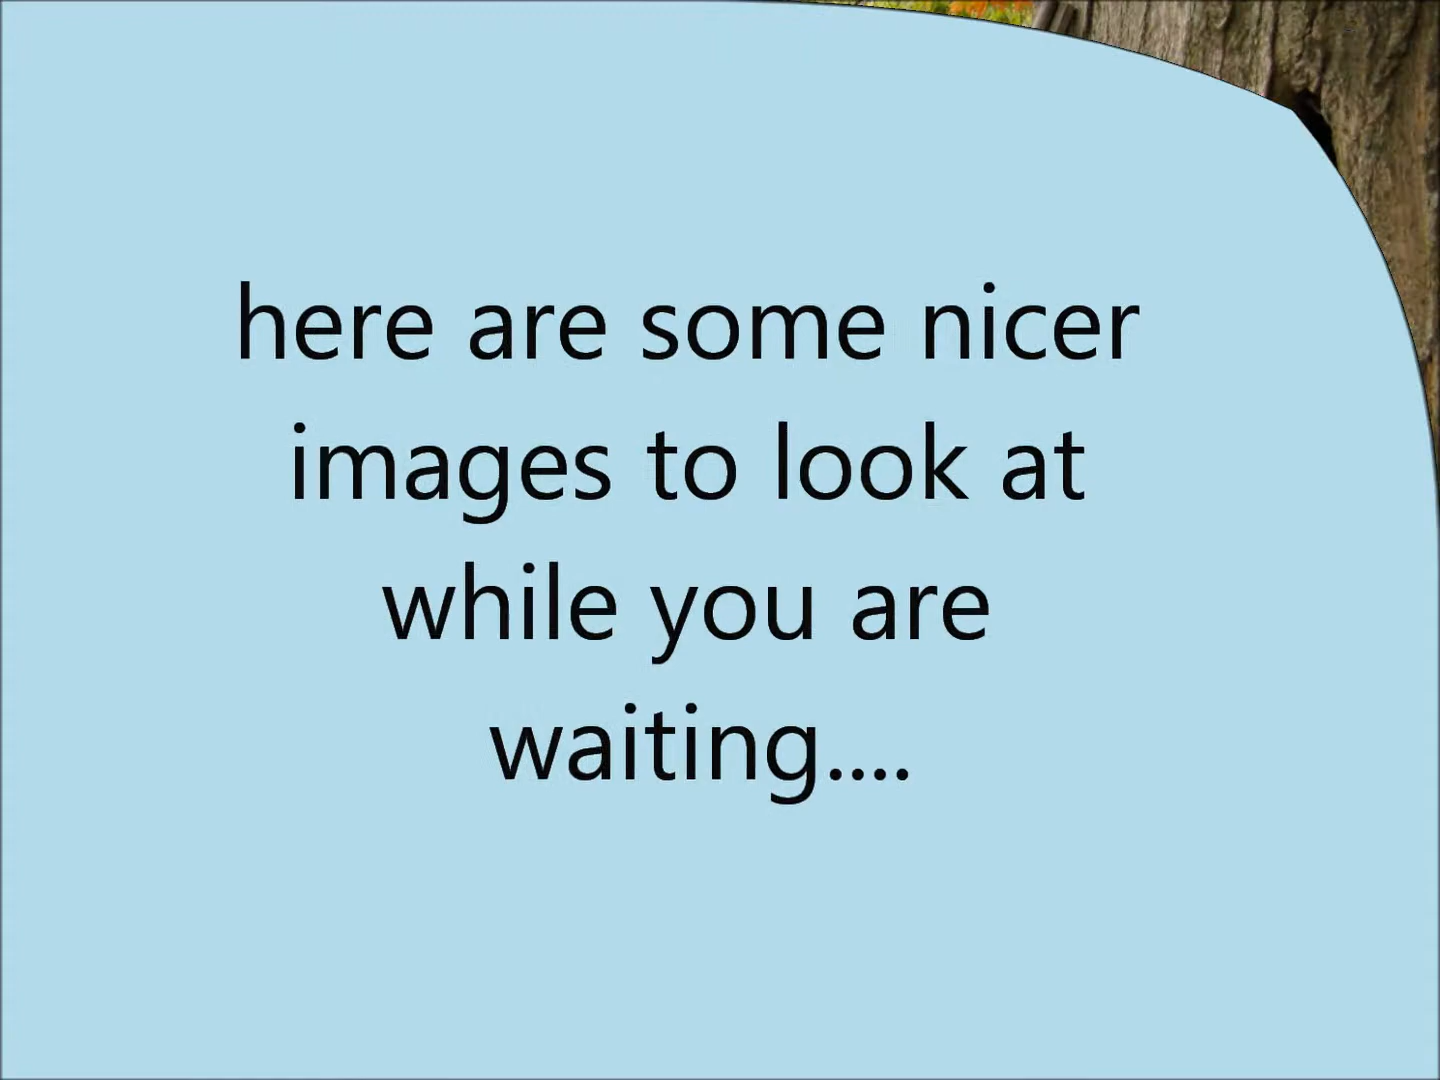 here are some nicer
images to look at
while you are
waiting....